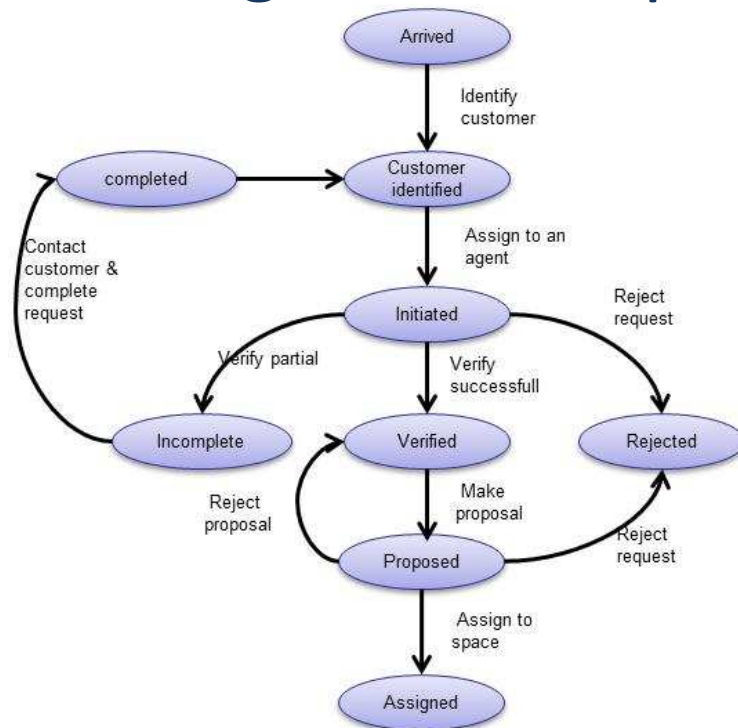 Arrived
Identify
customer
completed
Customer
identified
Contact
customer &
complete
request
Assign to an
agent
Initiated
Reject
request
Verify partial
Verify
successfull
Incomplete
Verified
Rejected
Reject
proposal
Make
proposal
Reject
request
Proposed
Assign to
space
Assigned